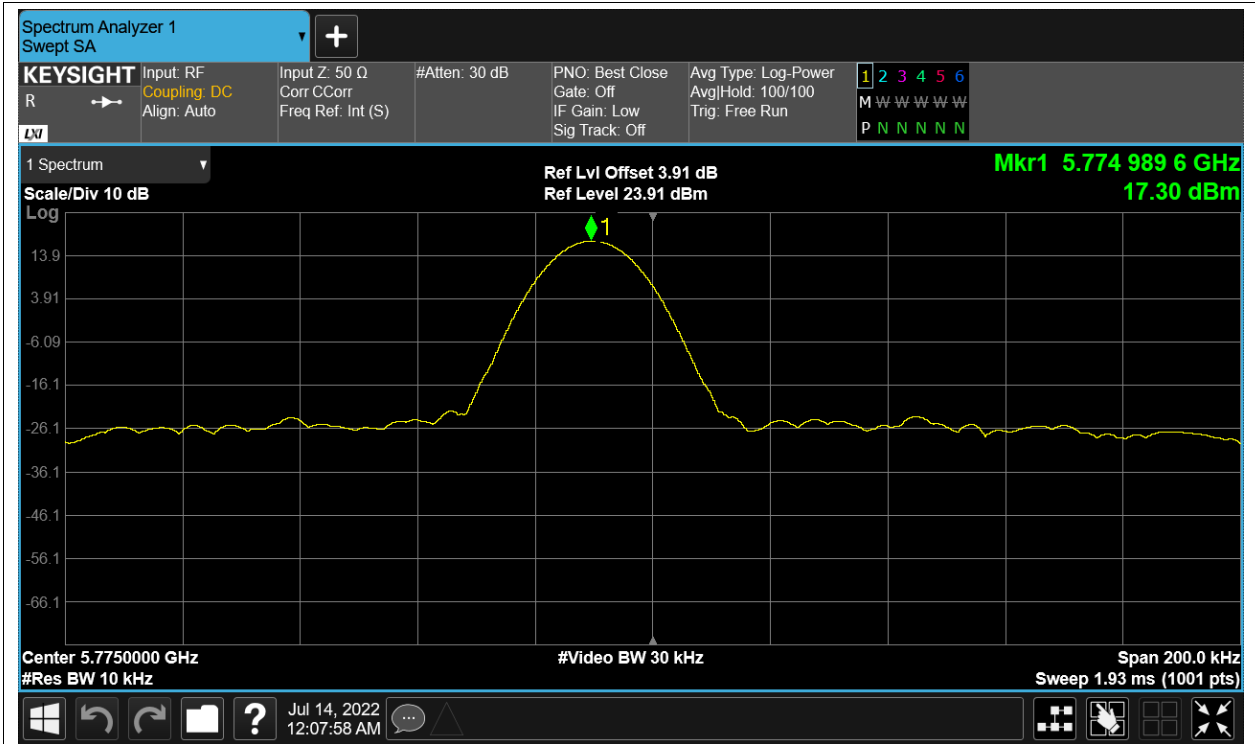 Spectrum Analyzer 1
Swept SA
KEYSIGHT
R
LXI
Input: RF
Coupling: DC
Align: Auto
Input Z: 50 Ω
Corr CCorr
Freq Ref: Int (S)
#Atten: 30 dB
PNO: Best Close
Gate: Off
IF Gain: Low
Sig Track: Off
Avg Type: Log-Power
Avg|Hold: 100/100
Trig: Free Run
1 2 3 4 5 6
M W W W W W
P N N N N N
1 Spectrum
Scale/Div 10 dB
Log
Ref Lvl Offset 3.91 dB
Ref Level 23.91 dBm
Mkr1 5.774 989 6 GHz
17.30 dBm
1
13.9
3.91
-6.09
-16.1
-26.1
-36.1
-46.1
-56.1
-66.1
Center 5.7750000 GHz
#Res BW 10 kHz
#Video BW 30 kHz
Span 200.0 kHz
Sweep 1.93 ms (1001 pts)
?
Jul 14, 2022
12:07:58 AM